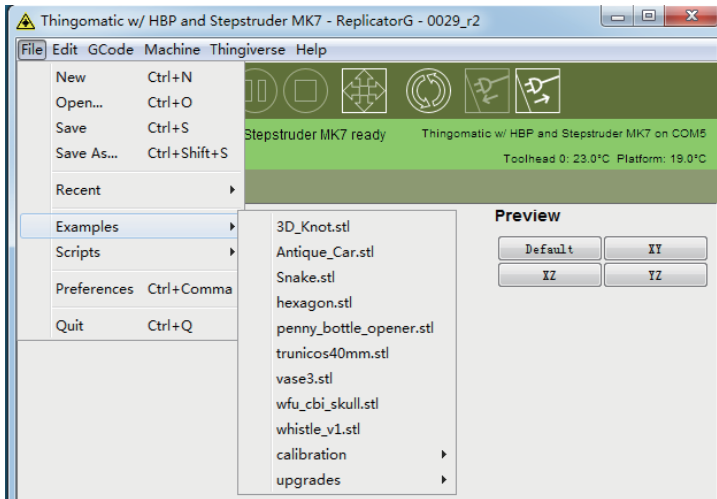 Thingomatic w/ HBP and Stepstruder MK7 - ReplicatorG - 0029_r2
File Edit GCode Machine Thingiverse Help
New Ctrl+N
Open... Ctrl+O
Save Ctrl+S
Save As... Ctrl+Shift+S
Recent
Examples
Scripts
Preferences Ctrl+Comma
Quit Ctrl+Q
Stepstruder MK7 ready
Thingomatic w/ HBP and Stepstruder MK7 on COM5
Toolhead 0: 23.0°C Platform: 19.0°C
3D_Knot.stl
Antique_Car.stl
Snake.stl
hexagon.stl
penny_bottle_opener.stl
trunicos40mm.stl
vase3.stl
wfu_cbi_skull.stl
whistle_v1.stl
calibration
upgrades
Preview
Default XY
XZ YZ